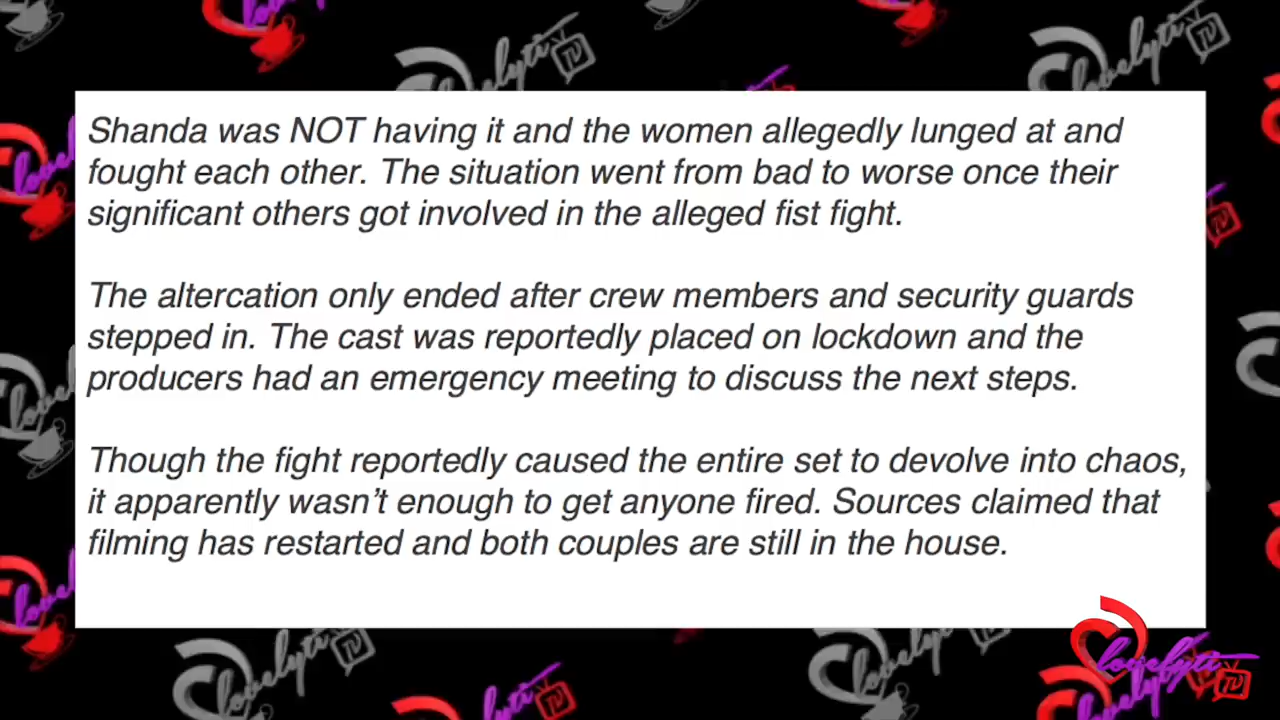 Shanda was NOT having it and the women allegedly lunged at and
fought each other. The situation went from bad to worse once their
significant others got involved in the alleged fist fight.
The altercation only ended after crew members and security guards
stepped in. The cast was reportedly placed on lockdown and the
producers had an emergency meeting to discuss the next steps.
Though the fight reportedly caused the entire set to devolve into chaos,
it apparently wasn’t enough to get anyone fired. Sources claimed that
filming has restarted and both couples are still in the house.
lovelyti
TV